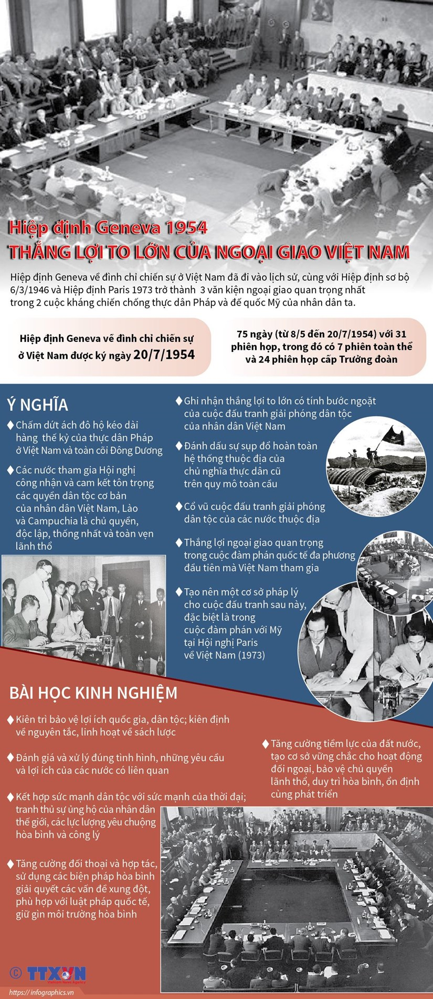 Hiệp định Geneva 1954
THẮNG LỢI TO LỚN CỦA NGOẠI GIAO VIỆT NAM
Hiệp định Geneva về đình chỉ chiến sự ở Việt Nam đã đi vào lịch sử, cùng với Hiệp định sơ bộ
6/3/1946 và Hiệp định Paris 1973 trở thành 3 văn kiện ngoại giao quan trọng nhất
trong 2 cuộc kháng chiến chống thực dân Pháp và đế quốc Mỹ của nhân dân ta.
Hiệp định Geneva về đình chỉ chiến sự
ở Việt Nam được ký ngày 20/7/1954
75 ngày (từ 8/5 đến 20/7/1954) với 31
phiên họp, trong đó có 7 phiên toàn thể
và 24 phiên họp cấp Trưởng đoàn
Ý NGHĨA
Chấm dứt ách đô hộ kéo dài
hàng thế kỷ của thực dân Pháp
ở Việt Nam và toàn cõi Đông Dương
Các nước tham gia Hội nghị
công nhận và cam kết tôn trọng
các quyền dân tộc cơ bản
của nhân dân Việt Nam, Lào
và Campuchia là chủ quyền,
độc lập, thống nhất và toàn vẹn
lãnh thổ
Ghi nhận thắng lợi to lớn có tính bước ngoặt
của cuộc đấu tranh giải phóng dân tộc
của nhân dân Việt Nam
Đánh dấu sự sụp đổ hoàn toàn
hệ thống thuộc địa của
chủ nghĩa thực dân cũ
trên quy mô toàn cầu
Cổ vũ cuộc đấu tranh giải phóng
dân tộc của các nước thuộc địa
Thắng lợi ngoại giao quan trọng
trong cuộc đàm phán quốc tế đa phương
đầu tiên mà Việt Nam tham gia
Tạo nên một cơ sở pháp lý
cho cuộc đấu tranh sau này,
đặc biệt là trong
cuộc đàm phán với Mỹ
tại Hội nghị Paris
về Việt Nam (1973)
BÀI HỌC KINH NGHIỆM
Kiên trì bảo vệ lợi ích quốc gia, dân tộc; kiên định
về nguyên tắc, linh hoạt về sách lược
Đánh giá và xử lý đúng tình hình, những yêu cầu
và lợi ích của các nước có liên quan
Kết hợp sức mạnh dân tộc với sức mạnh của thời đại;
tranh thủ sự ủng hộ của nhân dân
thế giới, các lực lượng yêu chuộng
hòa bình và công lý
Tăng cường đối thoại và hợp tác,
sử dụng các biện pháp hòa bình
giải quyết các vấn đề xung đột,
phù hợp với luật pháp quốc tế,
giữ gìn môi trường hòa bình
Tăng cường tiềm lực của đất nước,
tạo cơ sở vững chắc cho hoạt động
đối ngoại, bảo vệ chủ quyền
lãnh thổ, duy trì hòa bình, ổn định
cùng phát triển
© TTXVN
Vietnam News Agency
https:// infographics.vn